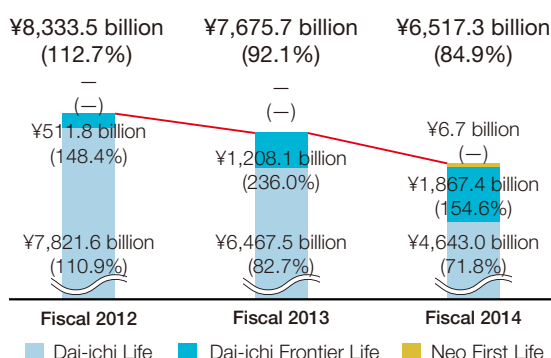 ¥8,333.5 billion ¥7,675.7 billion ¥6,517.3 billion
(112.7%) (92.1%) (84.9%)
— — ¥6.7 billion
(—) (—) (—)
¥511.8 billion ¥1,208.1 billion ¥1,867.4 billion
(148.4%) (236.0%) (154.6%)
¥7,821.6 billion ¥6,467.5 billion ¥4,643.0 billion
(110.9%) (82.7%) (71.8%)
Fiscal 2012 Fiscal 2013 Fiscal 2014
Dai-ichi Life Dai-ichi Frontier Life Neo First Life